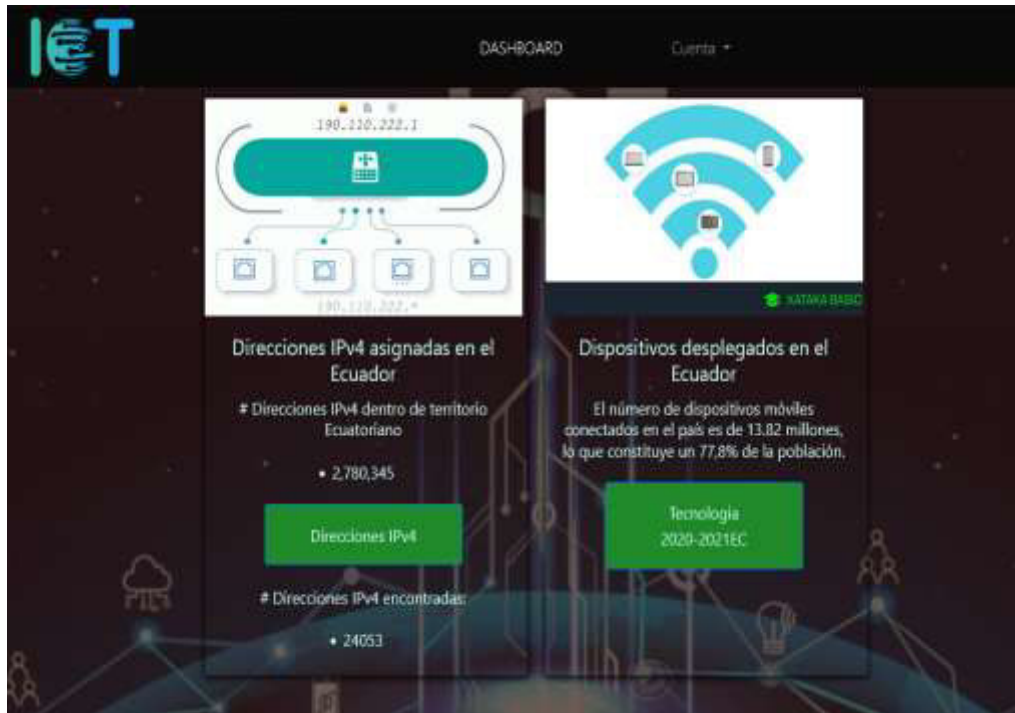 IOT
DASHBOARD
Cuenta
190.110.222.1
190.110.222.*
XATAKA BASIC
Direcciones IPv4 asignadas en el
Ecuador
# Direcciones IPv4 dentro de territorio
Ecuatoriano
• 2,780,345
Direcciones IPv4
# Direcciones IPv4 encontradas:
• 24053
Dispositivos desplegados en el
Ecuador
El número de dispositivos móviles
conectados en el país es de 13.82 millones,
lo que constituye un 77,8% de la población.
Tecnologia
2020-2021EC